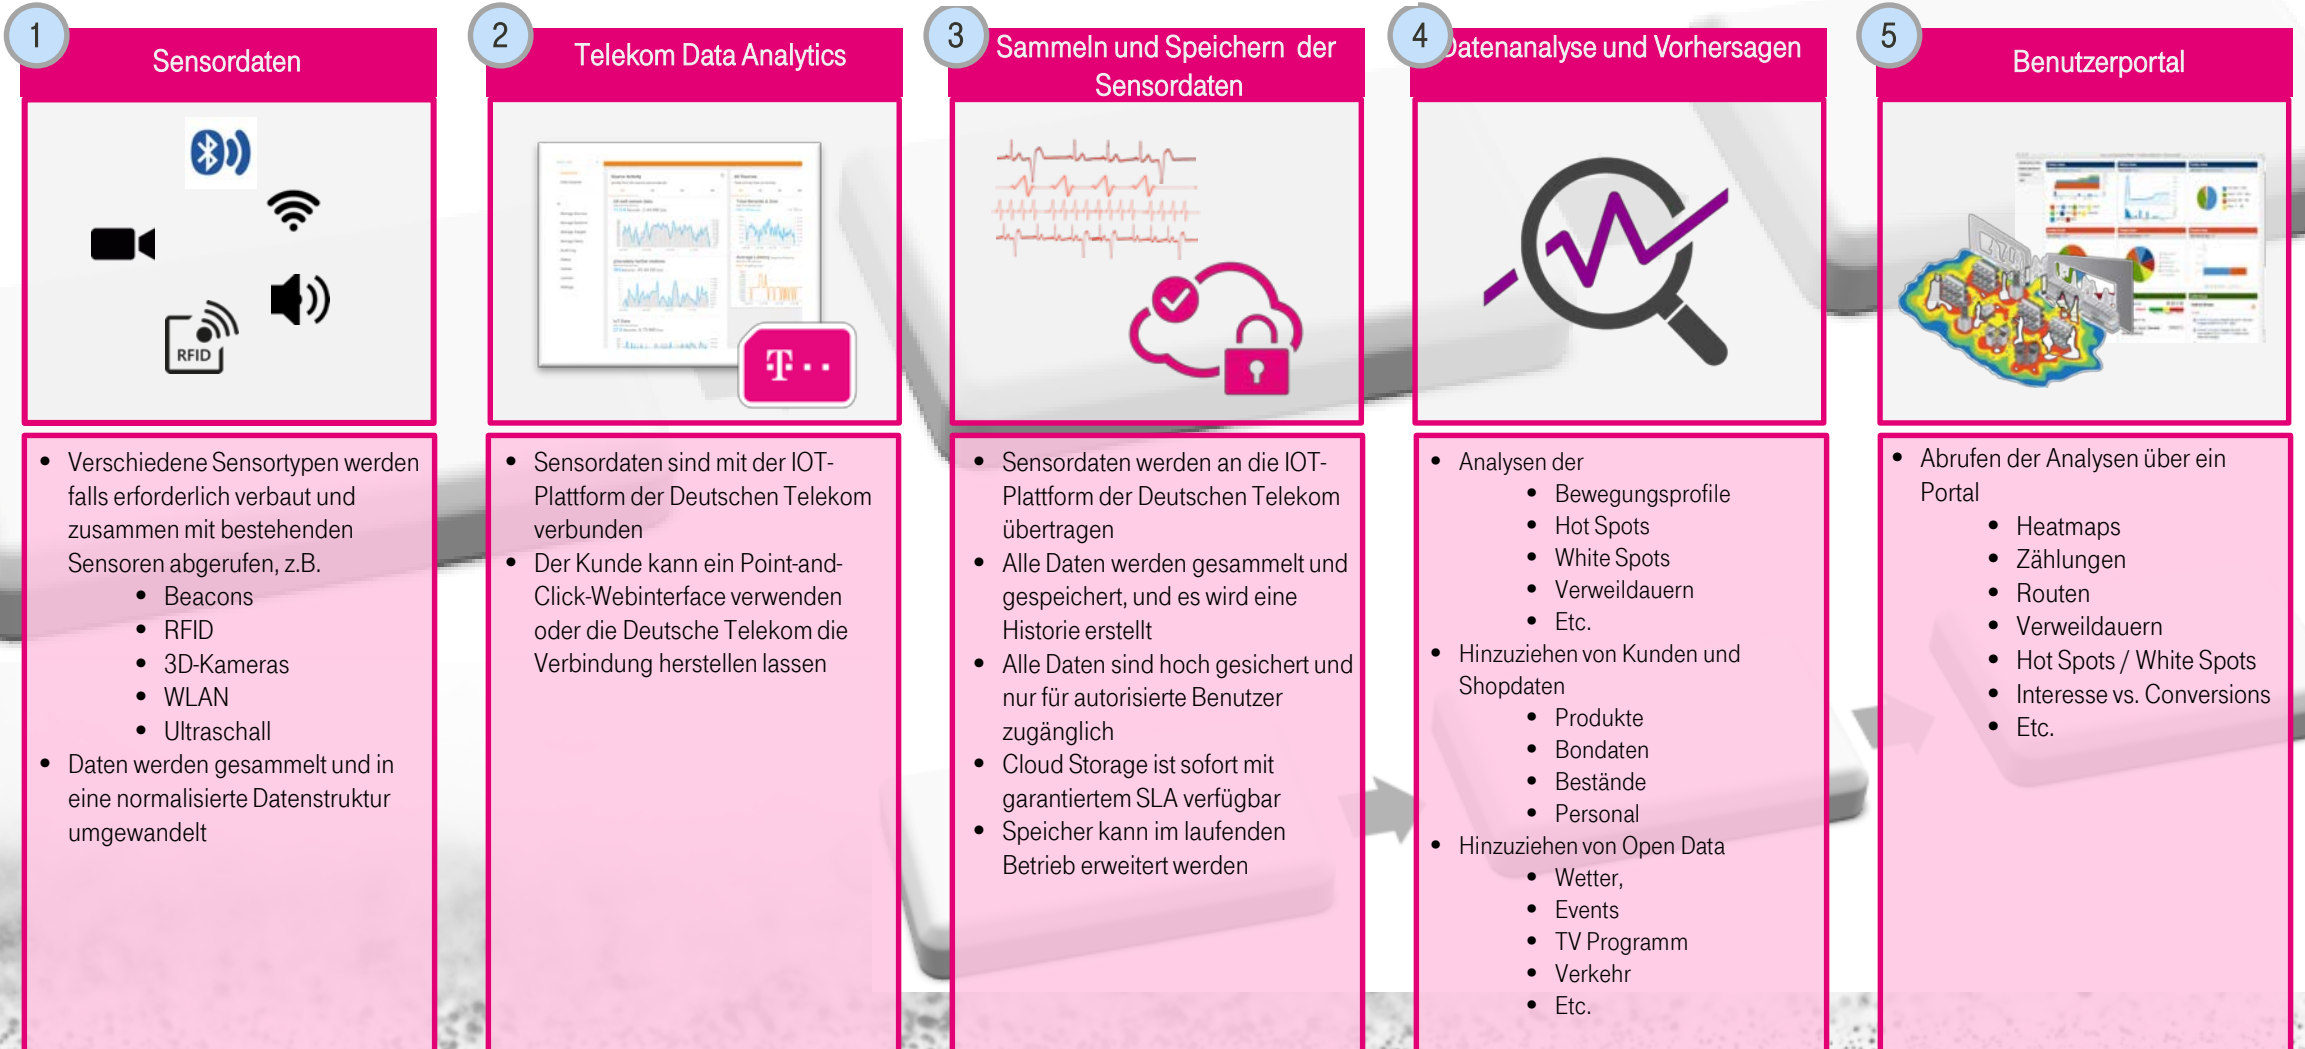 1
Sensordaten
RFID
• Verschiedene Sensortypen werden
falls erforderlich verbaut und
zusammen mit bestehenden
Sensoren abgerufen, z.B.
• Beacons
• RFID
• 3D-Kameras
• WLAN
• Ultraschall
• Daten werden gesammelt und in
eine normalisierte Datenstruktur
umgewandelt
2
Telekom Data Analytics
T
• Sensordaten sind mit der IOT-
Plattform der Deutschen Telekom
verbunden
• Der Kunde kann ein Point-and-
Click-Webinterface verwenden
oder die Deutsche Telekom die
Verbindung herstellen lassen
3
Sammeln und Speichern der
Sensordaten
• Sensordaten werden an die IOT-
Plattform der Deutschen Telekom
übertragen
• Alle Daten werden gesammelt und
gespeichert, und es wird eine
Historie erstellt
• Alle Daten sind hoch gesichert und
nur für autorisierte Benutzer
zugänglich
• Cloud Storage ist sofort mit
garantiertem SLA verfügbar
• Speicher kann im laufenden
Betrieb erweitert werden
4
Datenanalyse und Vorhersagen
• Analysen der
• Bewegungsprofile
• Hot Spots
• White Spots
• Verweildauern
• Etc.
• Hinzuziehen von Kunden und
Shopdaten
• Produkte
• Bondaten
• Bestände
• Personal
• Hinzuziehen von Open Data
• Wetter,
• Events
• TV Programm
• Verkehr
• Etc.
5
Benutzerportal
• Abrufen der Analysen über ein
Portal
• Heatmaps
• Zählungen
• Routen
• Verweildauern
• Hot Spots / White Spots
• Interesse vs. Conversions
• Etc.